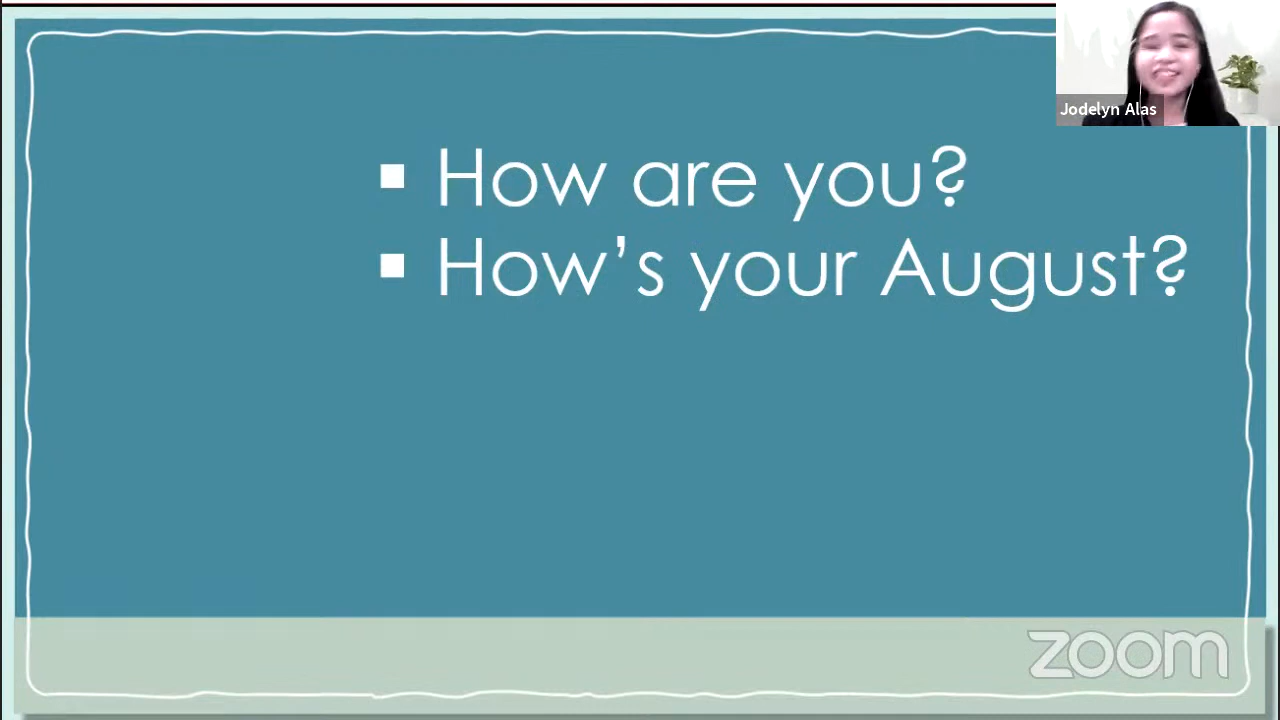 Jodelyn Alas
▪ How are you?
▪ How’s your August?
zoom